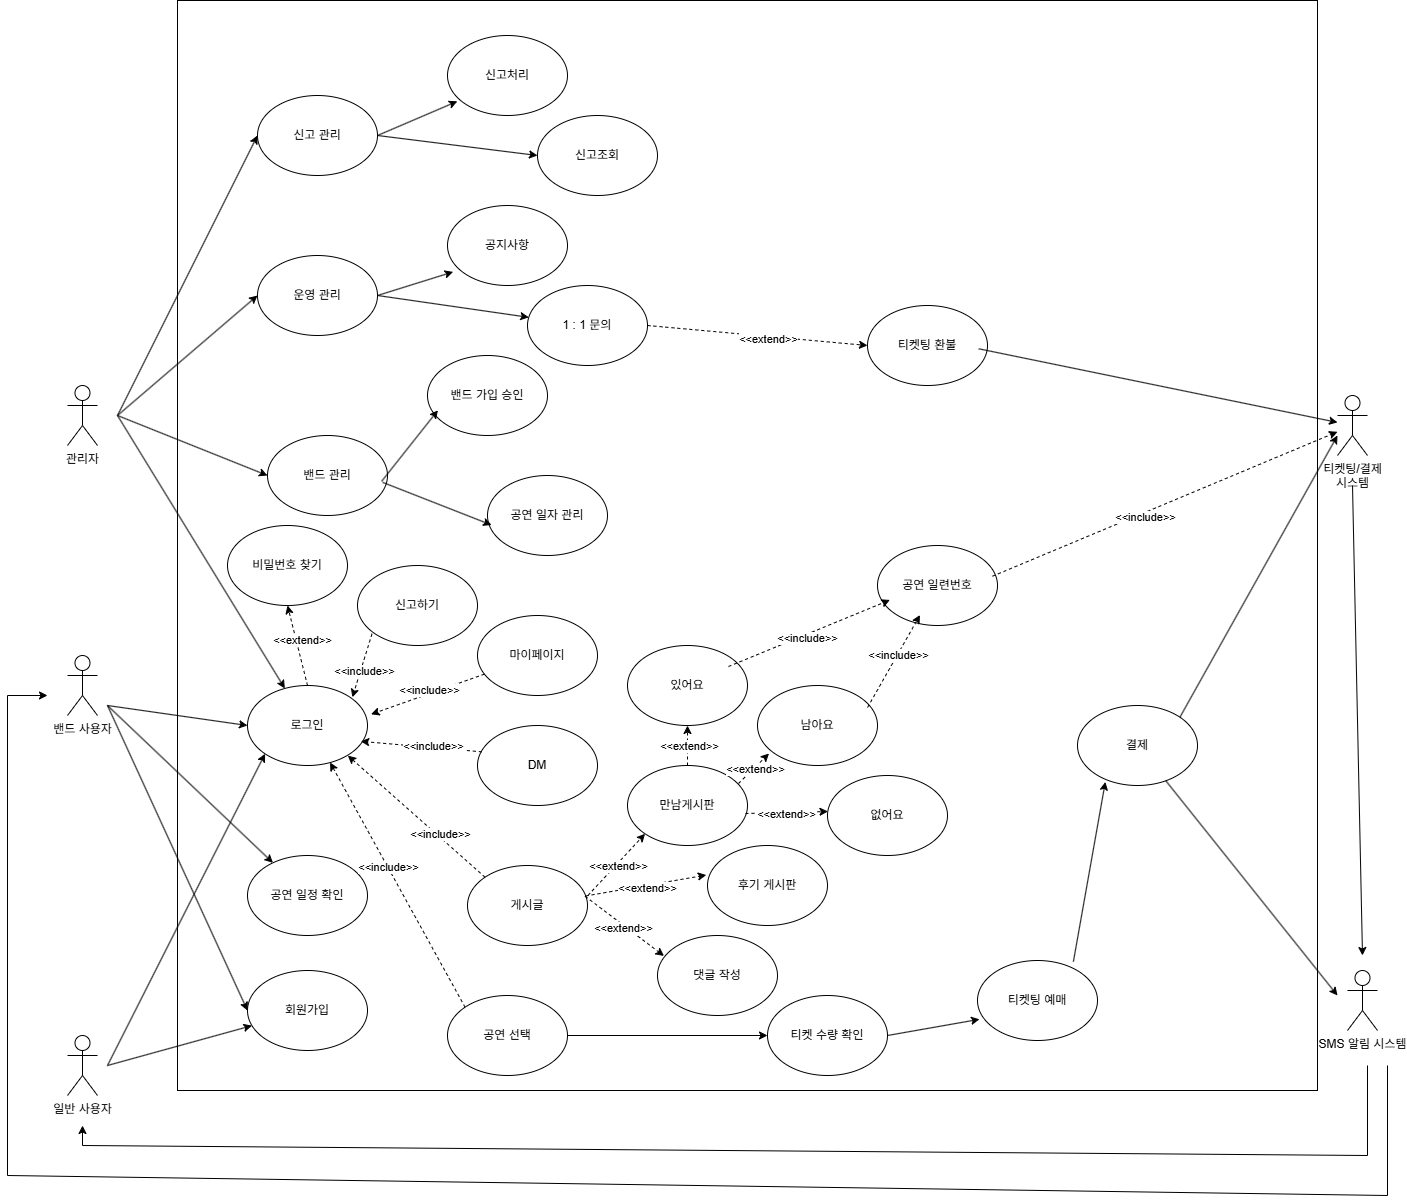 신고처리
신고 관리
신고조회
공지사항
운영 관리
1 : 1 문의
<<extend>>
티켓팅 환불
밴드 가입 승인
관리자
밴드 관리
티켓팅/결제
시스템
공연 일자 관리
<<include>>
비밀번호 찾기
신고하기
공연 일련번호
<<extend>>
<<include>>
마이페이지
<<include>>
<<include>>
<<include>>
있어요
밴드 사용자
로그인
남아요
<<include>>
<<extend>>
결제
DM
<<extend>>
만남게시판
<<extend>>
없어요
<<include>>
<<include>>
<<extend>>
<<extend>>
후기 게시판
공연 일정 확인
게시글
<<extend>>
댓글 작성
회원가입
티켓팅 예매
공연 선택
티켓 수량 확인
SMS 알림 시스템
일반 사용자